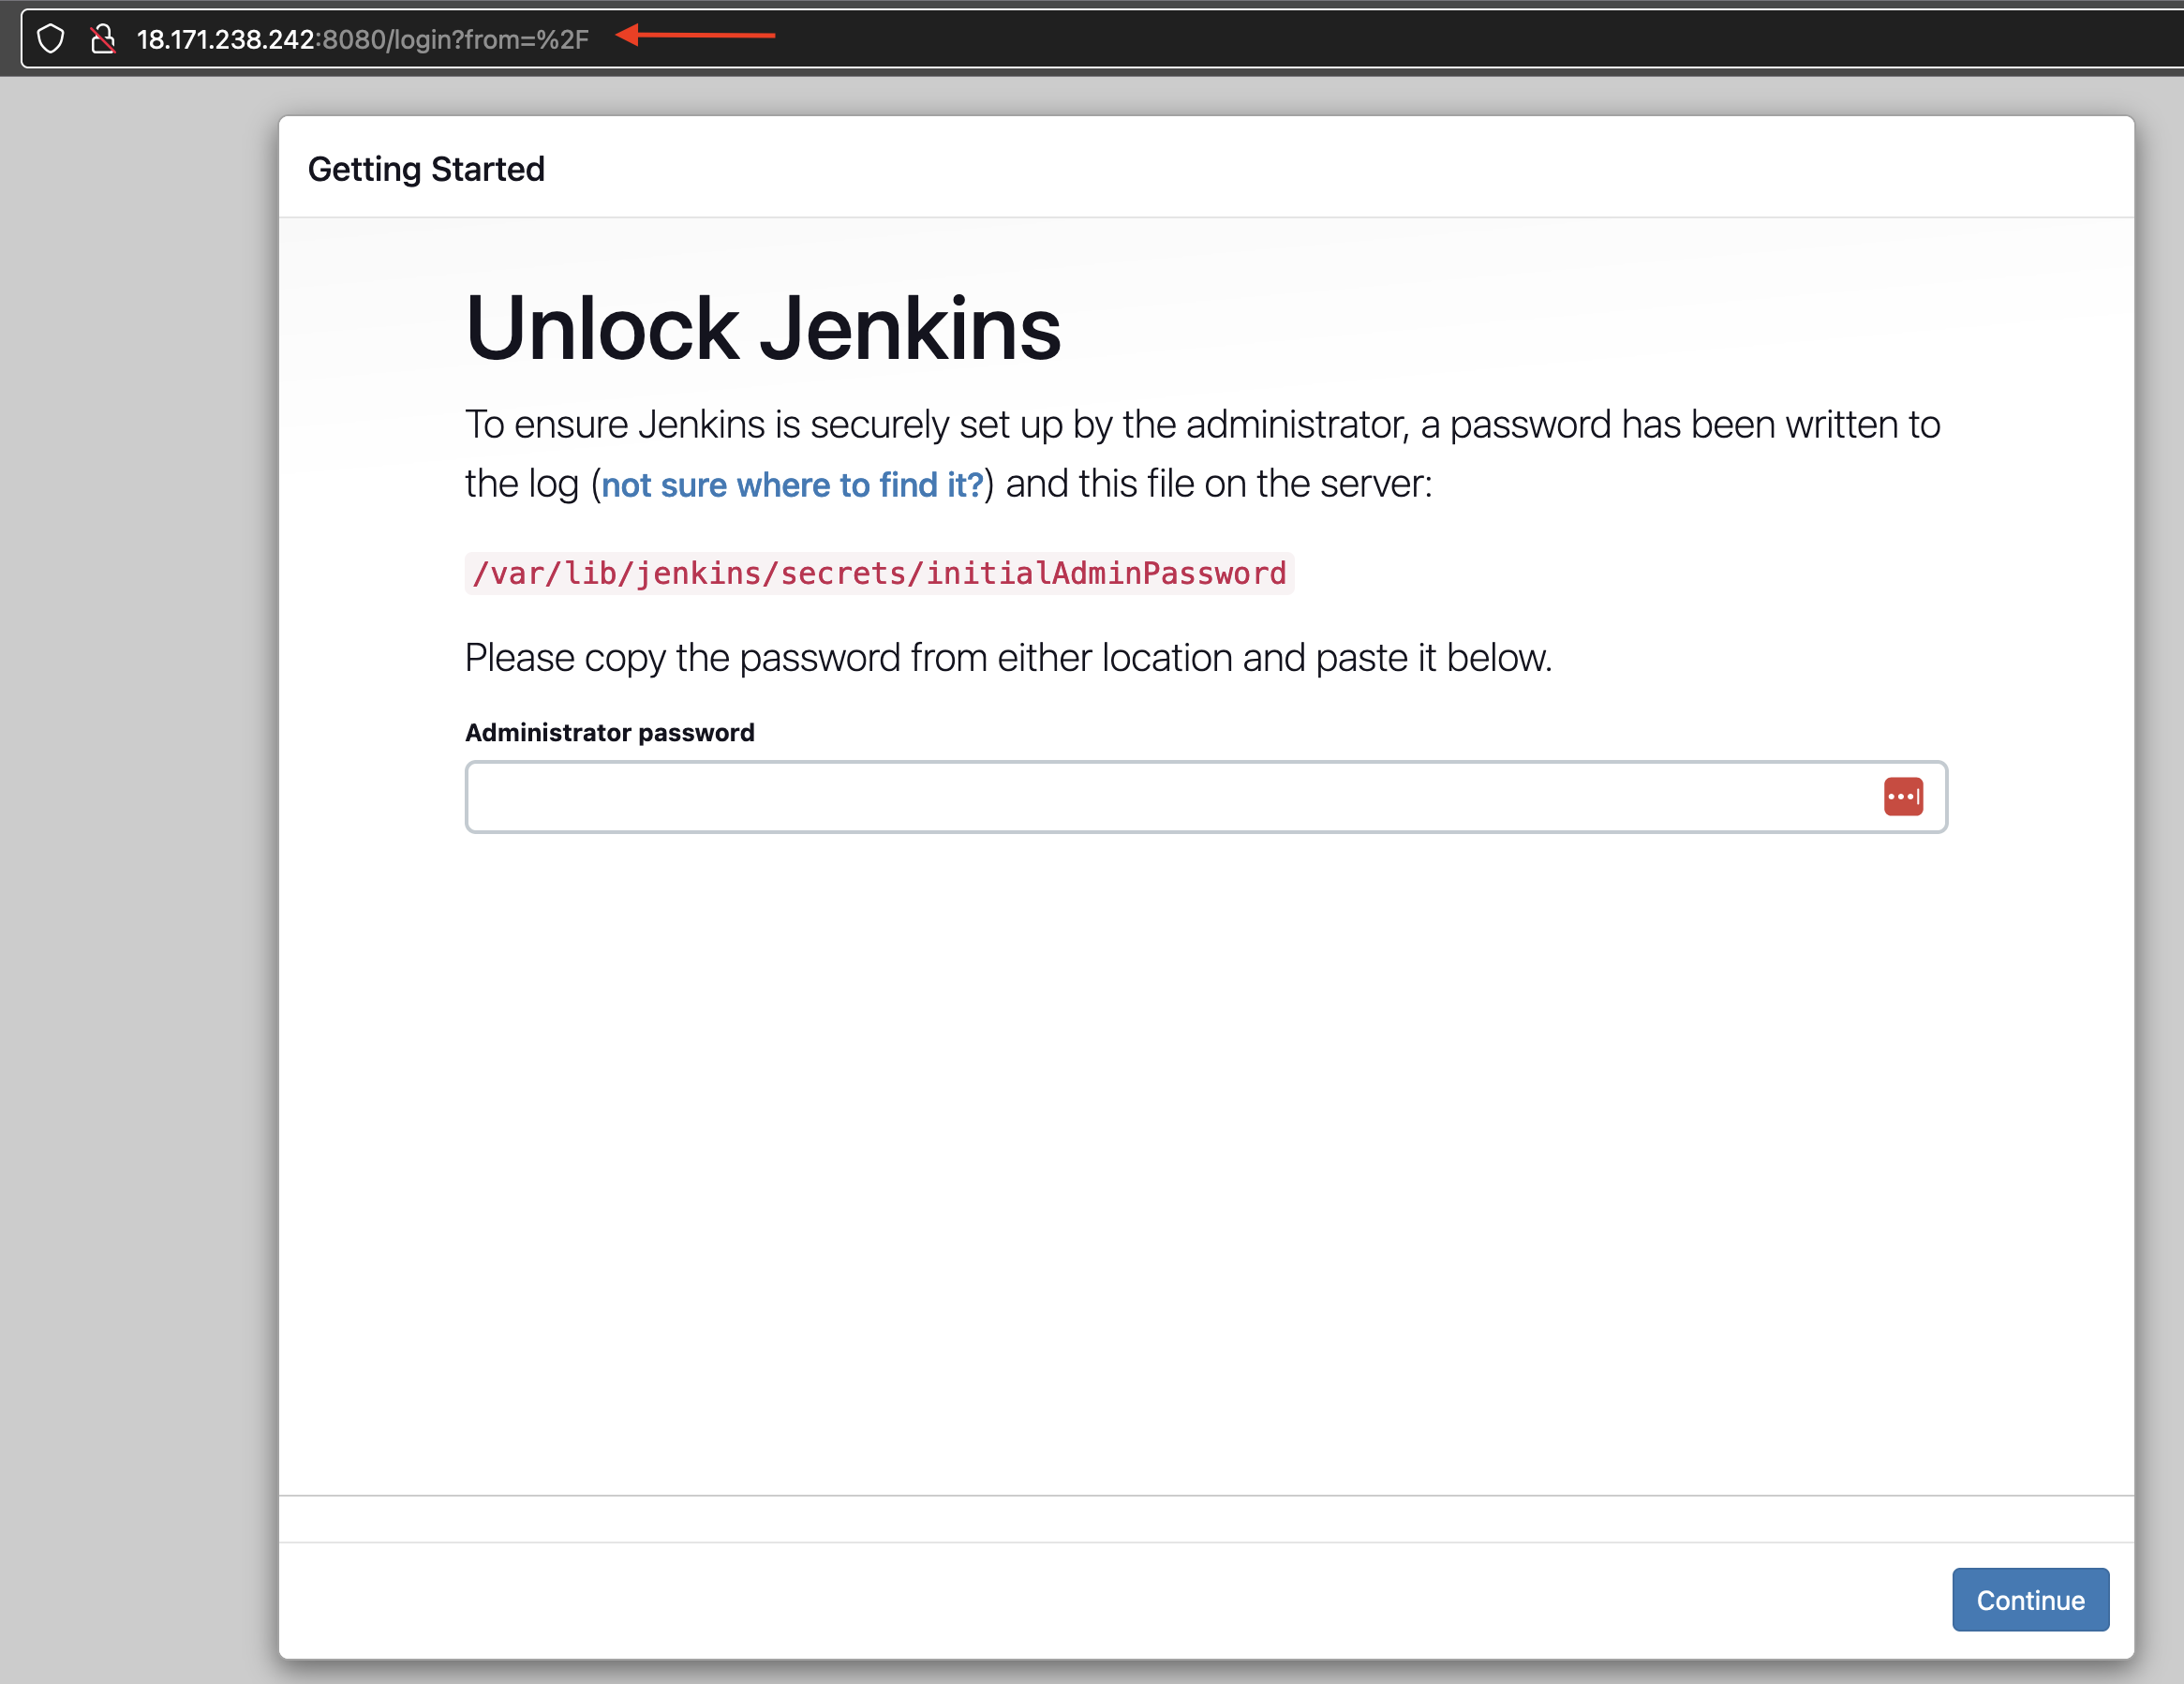 18.171.238.242:8080/login?from=%2F
Getting Started
Unlock Jenkins
To ensure Jenkins is securely set up by the administrator, a password has been written to
the log (not sure where to find it?) and this file on the server:
/var/lib/jenkins/secrets/initialAdminPassword
Please copy the password from either location and paste it below.
Administrator password
Continue